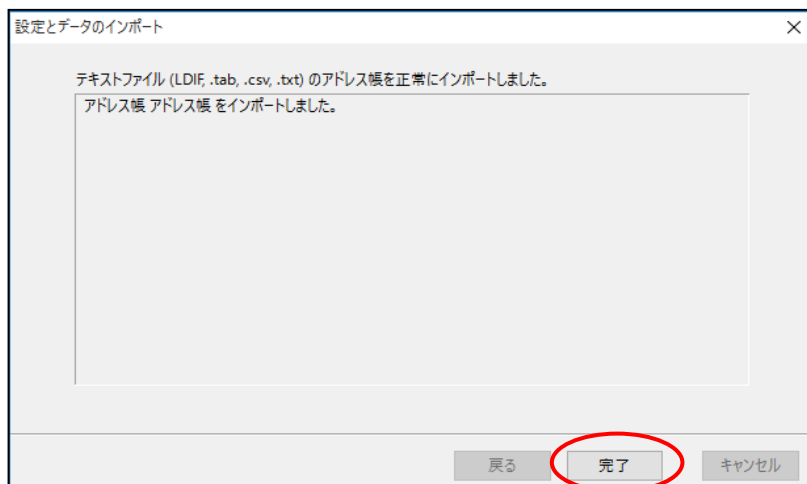 設定とデータのインポート
テキストファイル (LDIF, .tab, .csv, .txt) のアドレス帳を正常にインポートしました。
アドレス帳 アドレス帳 をインポートしました。
戻る 完了 キャンセル